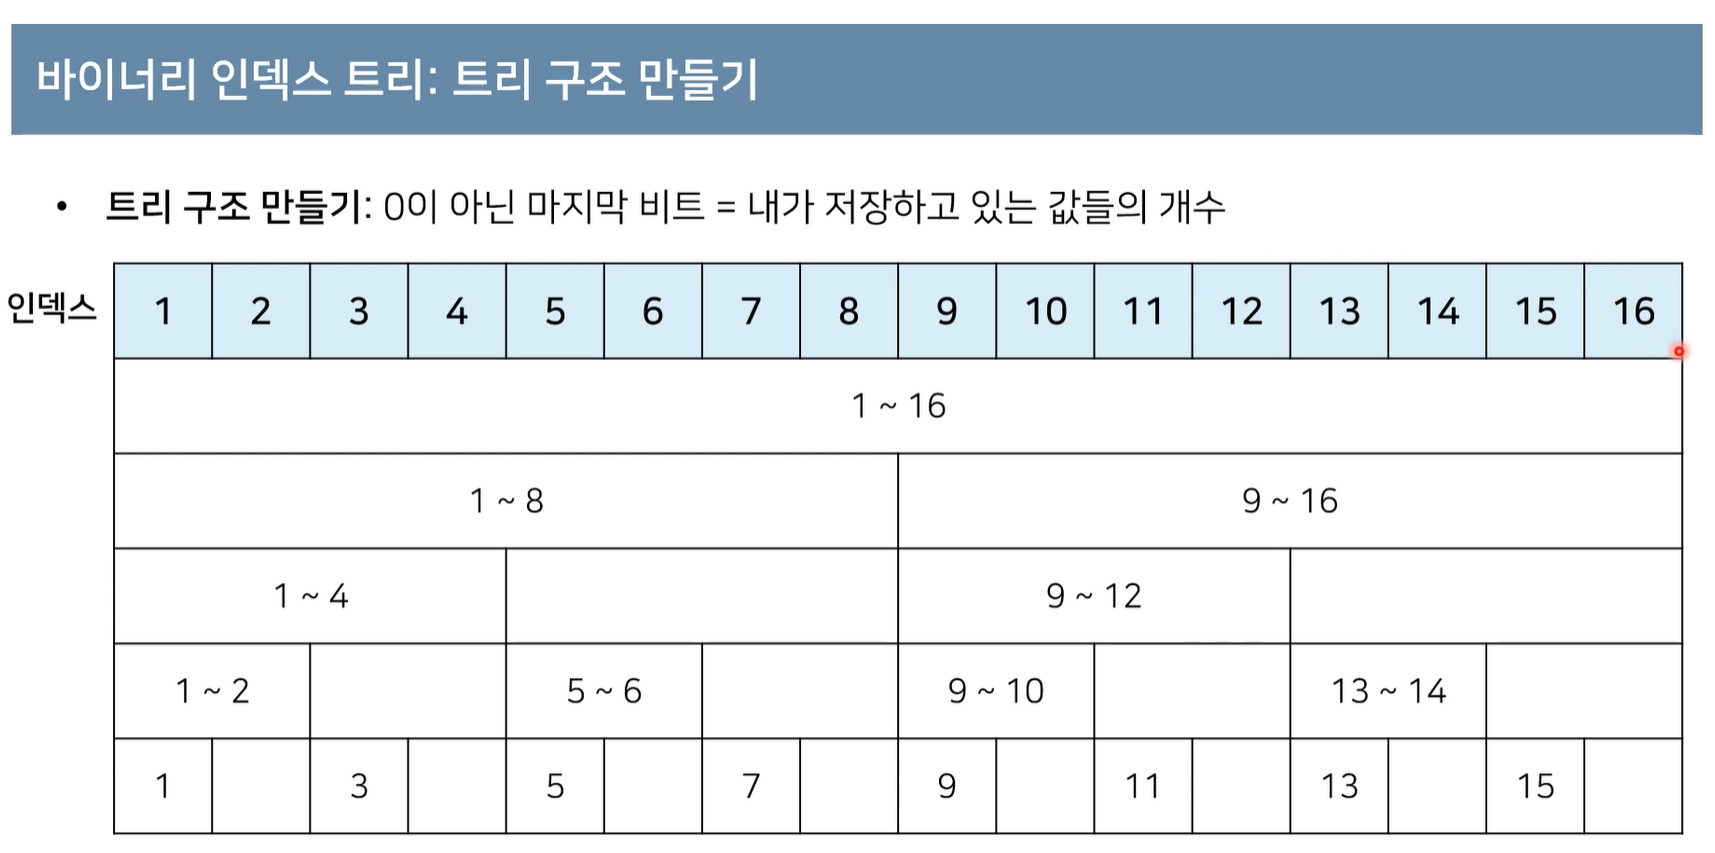 바이너리 인덱스 트리: 트리 구조 만들기
• 트리 구조 만들기: 0이 아닌 마지막 비트 = 내가 저장하고 있는 값들의 개수
인덱스 1 2 3 4 5 6 7 8 9 10 11 12 13 14 15 16
1 ~ 16
1 ~ 8 9 ~ 16
1 ~ 4 9 ~ 12
1 ~ 2 5 ~ 6 9 ~ 10 13 ~ 14
1 3 5 7 9 11 13 15